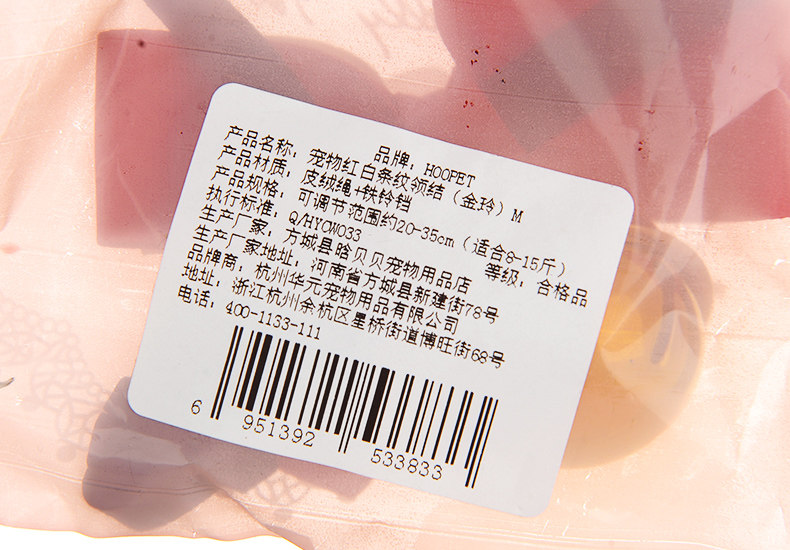 品牌：HOOPET
产品名称：宠物红白条纹领结（金玲）M
产品材质：皮绒绳+铁铃铛
产品规格：可调节范围约20-35cm（适合8-15斤）
执行标准：Q/HYCW033 等级：合格品
生产厂家：方城县晗贝贝宠物用品店
生产厂家地址：河南省方城县新建街78号
品牌商：杭州华元宠物用品有限公司
地址：浙江杭州余杭区星桥街道博旺街68号
电话：400-1133-111
6 951392 533833